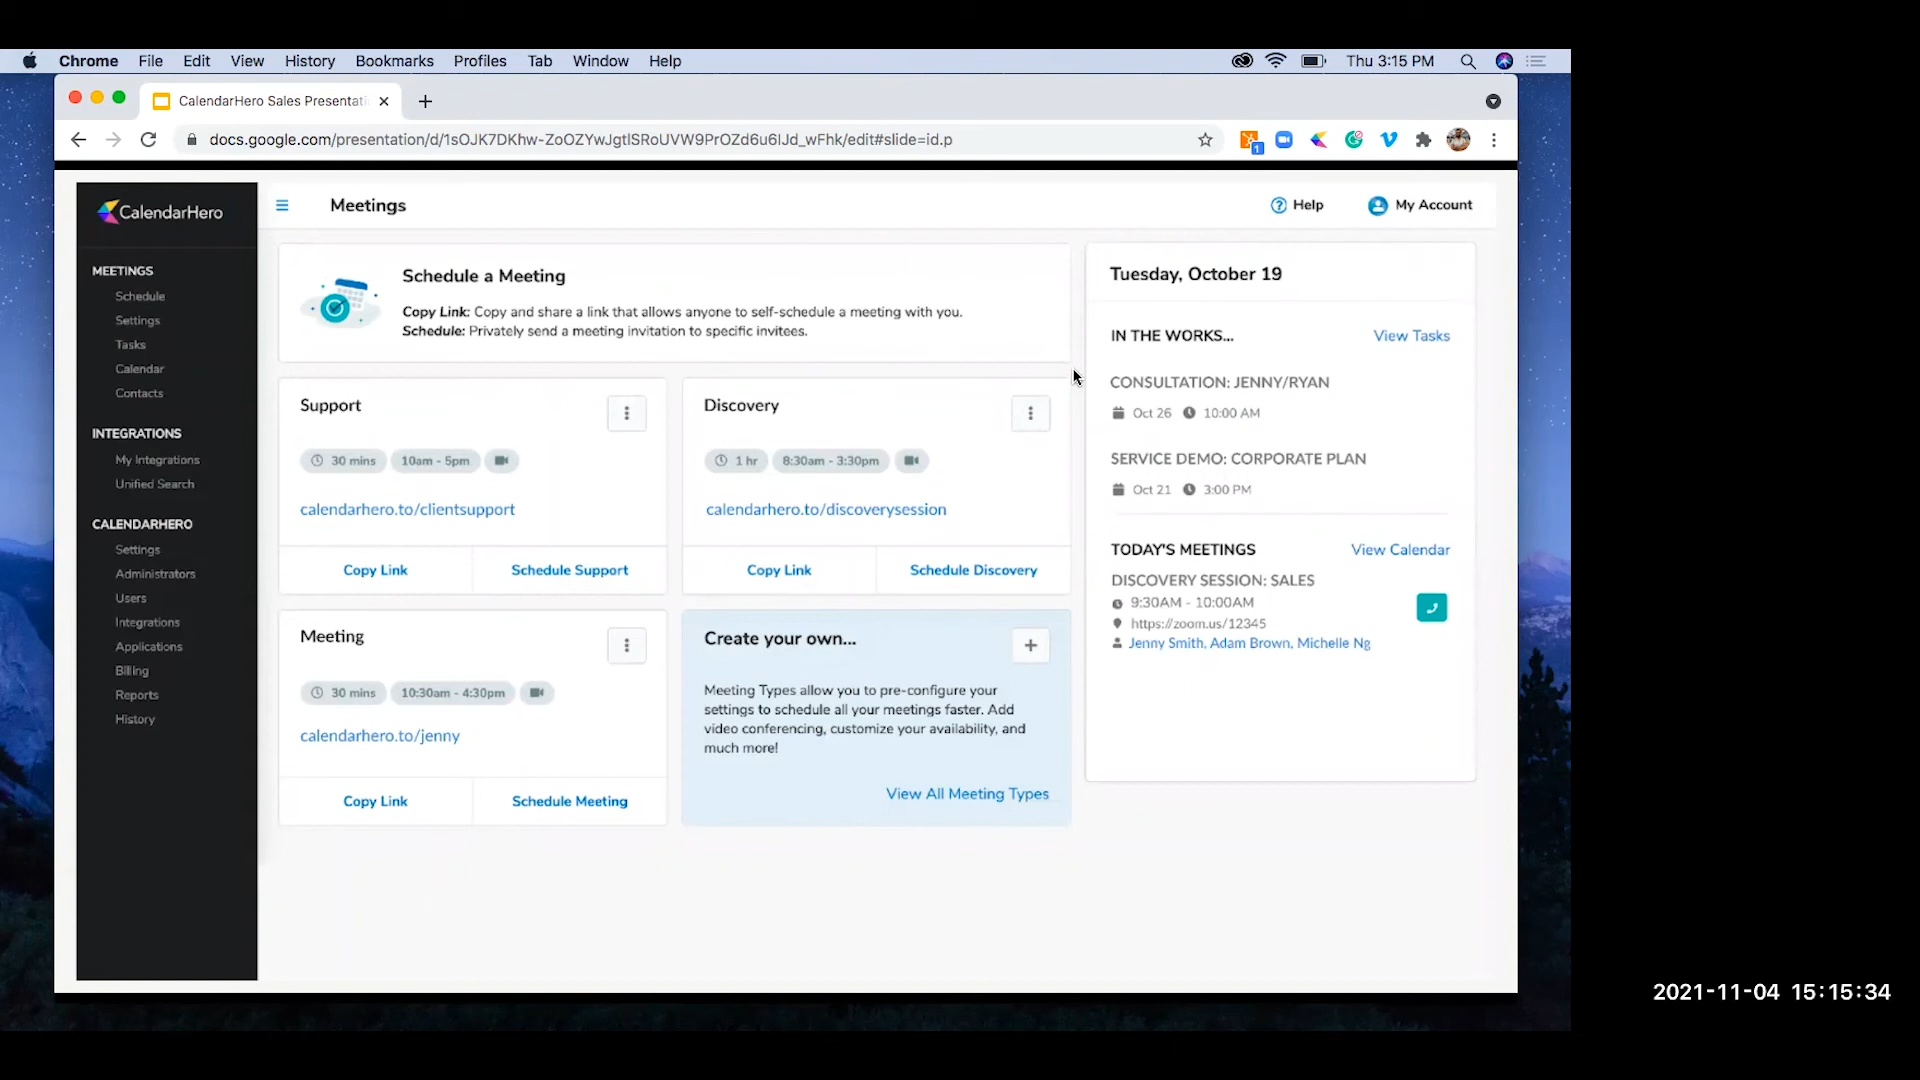 Chrome File Edit View History Bookmarks Profiles Tab Window Help Thu 3:15 PM
CalendarHero Sales Presentati
docs.google.com/presentation/d/1sOJK7DKhw-ZoOZYwJgtlSRoUVW9PrOZd6u6lJd_wFhk/edit#slide=id.p
1
CalendarHero
MEETINGS
Schedule
Settings
Tasks
Calendar
Contacts
INTEGRATIONS
My Integrations
Unified Search
CALENDARHERO
Settings
Administrators
Users
Integrations
Applications
Billing
Reports
History
Meetings
Help
My Account
Schedule a Meeting
Copy Link: Copy and share a link that allows anyone to self-schedule a meeting with you.
Schedule: Privately send a meeting invitation to specific invitees.
Support
30 mins 10am - 5pm
calendarhero.to/clientsupport
Copy Link Schedule Support
Discovery
1 hr 8:30am - 3:30pm
calendarhero.to/discoverysession
Copy Link Schedule Discovery
Meeting
30 mins 10:30am - 4:30pm
calendarhero.to/jenny
Copy Link Schedule Meeting
Create your own...
Meeting Types allow you to pre-configure your
settings to schedule all your meetings faster. Add
video conferencing, customize your availability, and
much more!
View All Meeting Types
Tuesday, October 19
IN THE WORKS... View Tasks
CONSULTATION: JENNY/RYAN
Oct 26 10:00 AM
SERVICE DEMO: CORPORATE PLAN
Oct 21 3:00 PM
TODAY'S MEETINGS View Calendar
DISCOVERY SESSION: SALES
9:30AM - 10:00AM
https://zoom.us/12345
Jenny Smith, Adam Brown, Michelle Ng
2021-11-04 15:15:34